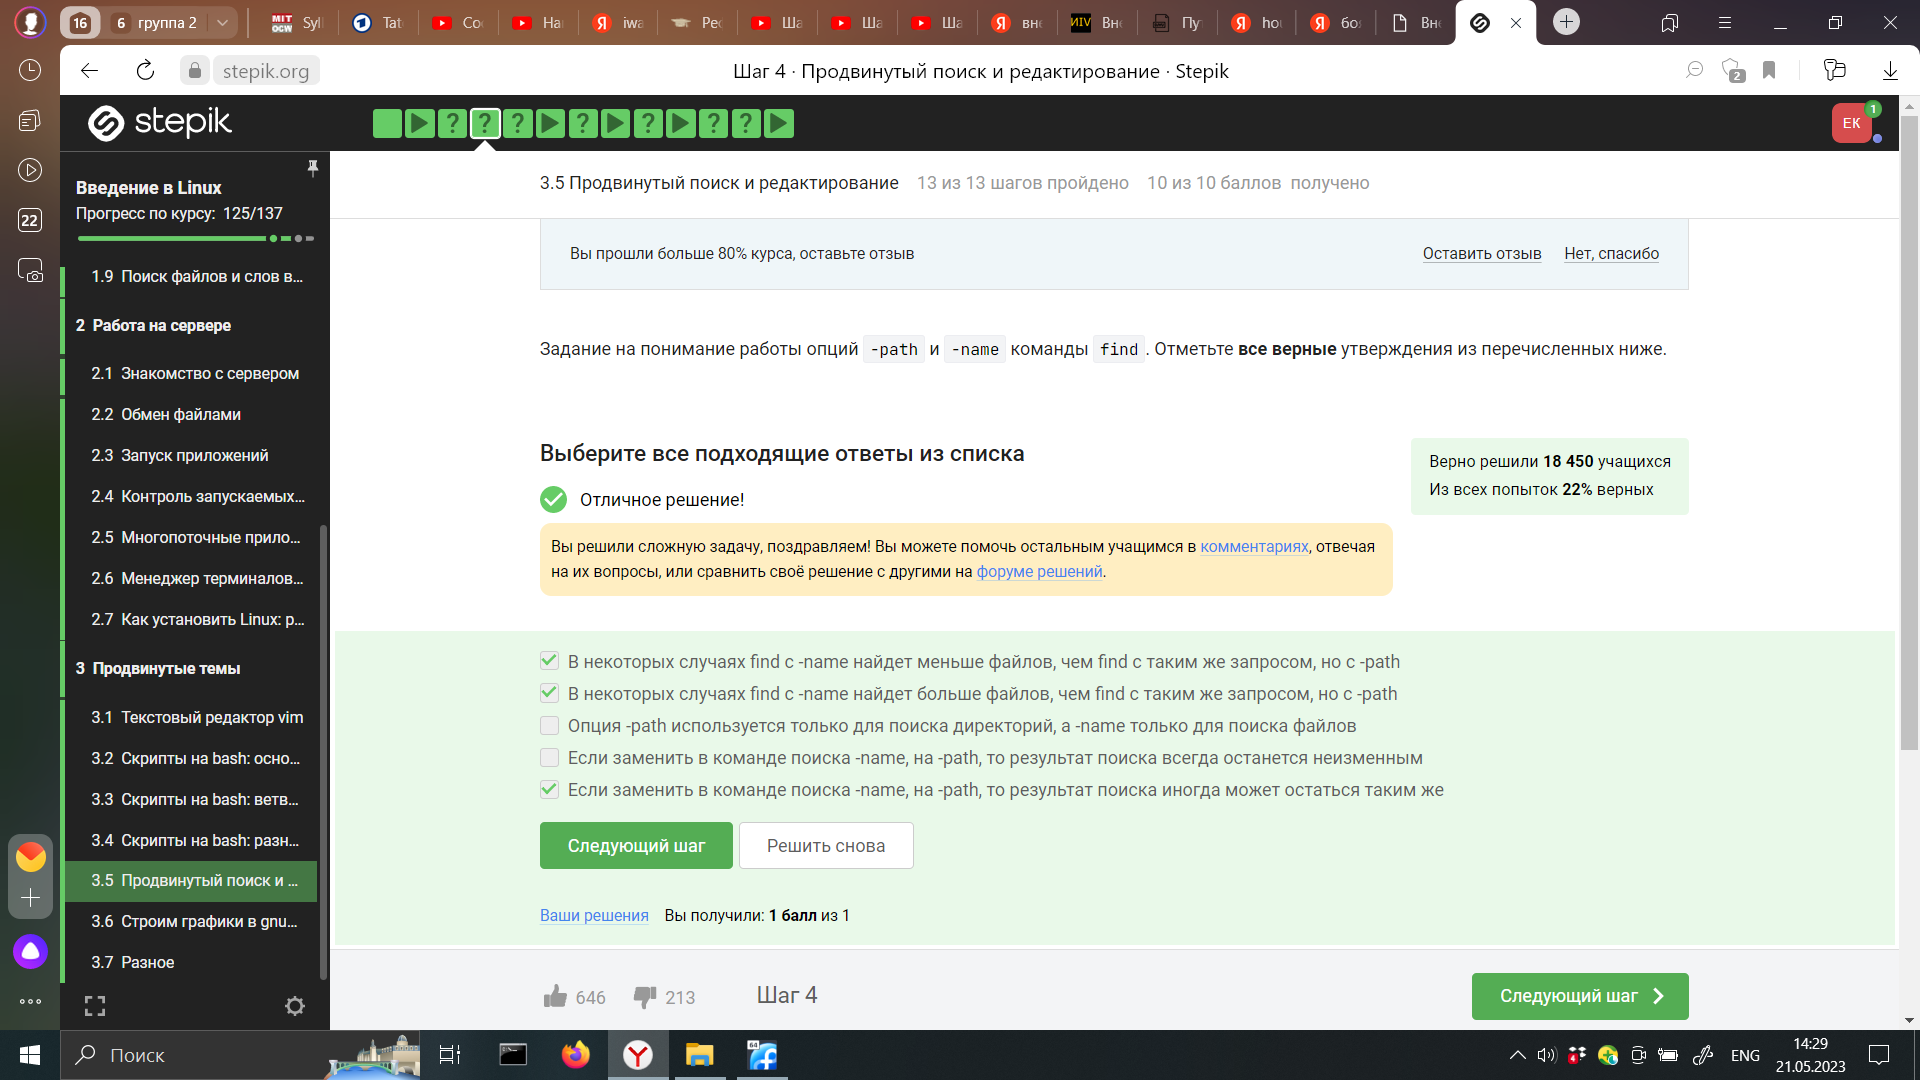 16
6 группа 2
MIT OCW Syl
Tat
Coc
Наг
iwa
Рес
Ша
Ша
Ша
вне
ИIV Вне
Пу
hou
боя
Вне
stepik.org
Шаг 4 · Продвинутый поиск и редактирование · Stepik
2
22
stepik
? ? ? ? ? ? ?
ЕК
1
Введение в Linux
Прогресс по курсу: 125/137
1.9 Поиск файлов и слов в...
2 Работа на сервере
2.1 Знакомство с сервером
2.2 Обмен файлами
2.3 Запуск приложений
2.4 Контроль запускаемых...
2.5 Многопоточные прило...
2.6 Менеджер терминалов...
2.7 Как установить Linux: р...
3 Продвинутые темы
3.1 Текстовый редактор vim
3.2 Скрипты на bash: осно...
3.3 Скрипты на bash: ветв...
3.4 Скрипты на bash: разн...
3.5 Продвинутый поиск и ...
3.6 Строим графики в gnu...
3.7 Разное
3.5 Продвинутый поиск и редактирование 13 из 13 шагов пройдено 10 из 10 баллов получено
Вы прошли больше 80% курса, оставьте отзыв Оставить отзыв Нет, спасибо
Задание на понимание работы опций -path и -name команды find. Отметьте все верные утверждения из перечисленных ниже.
Выберите все подходящие ответы из списка
Верно решили 18 450 учащихся
Из всех попыток 22% верных
Отличное решение!
Вы решили сложную задачу, поздравляем! Вы можете помочь остальным учащимся в комментариях, отвечая
на их вопросы, или сравнить своё решение с другими на форуме решений.
В некоторых случаях find с -name найдет меньше файлов, чем find с таким же запросом, но с -path
В некоторых случаях find с -name найдет больше файлов, чем find с таким же запросом, но с -path
Опция -path используется только для поиска директорий, а -name только для поиска файлов
Если заменить в команде поиска -name, на -path, то результат поиска всегда останется неизменным
Если заменить в команде поиска -name, на -path, то результат поиска иногда может остаться таким же
Следующий шаг Решить снова
Ваши решения Вы получили: 1 балл из 1
646 213 Шаг 4 Следующий шаг
Поиск
64
4
ENG
14:29
21.05.2023